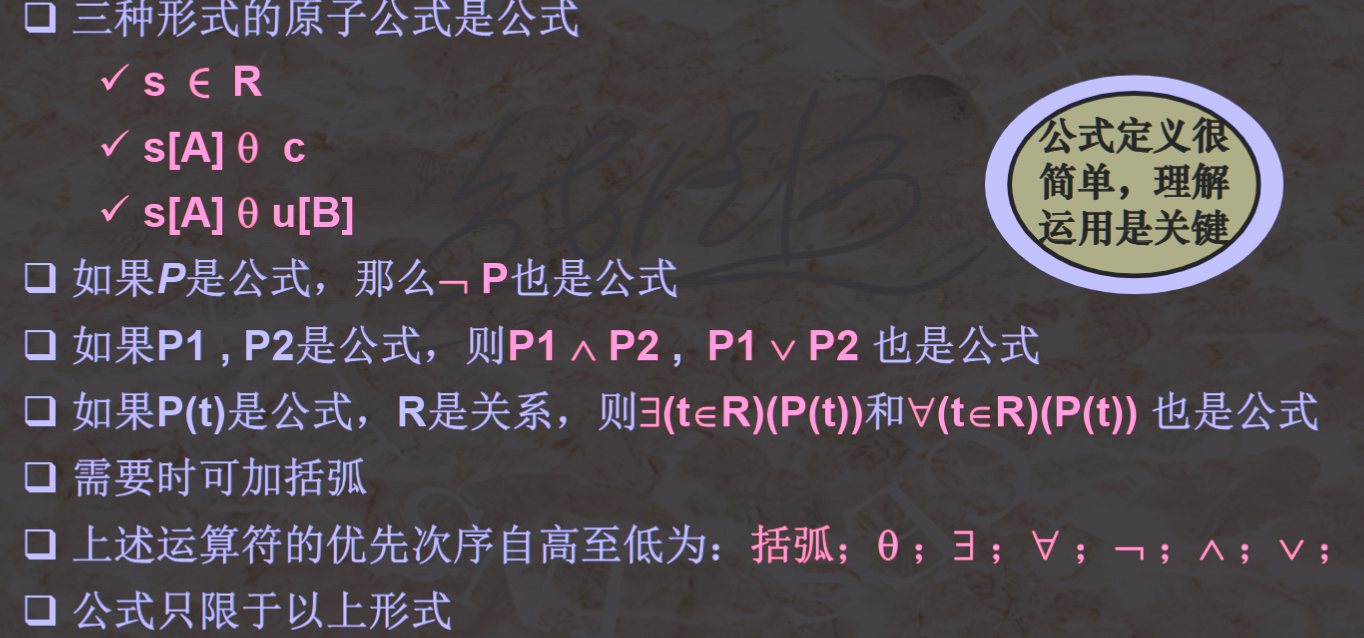 三种形式的原子公式是公式
s ∈ R
s[A] θ c
s[A] θ u[B]
公式定义很
简单，理解
运用是关键
如果P是公式，那么¬ P也是公式
如果P1 , P2是公式，则P1 ∧ P2 , P1 ∨ P2 也是公式
如果P(t)是公式，R是关系，则∃(t∈R)(P(t))和∀(t∈R)(P(t)) 也是公式
需要时可加括弧
上述运算符的优先次序自高至低为：括弧；θ；∃；∀；¬；∧；∨；
公式只限于以上形式